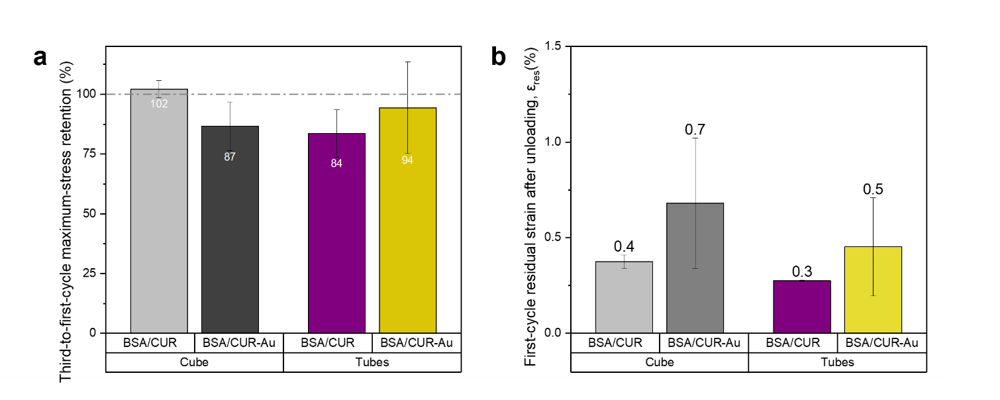 a
Third-to-first-cycle maximum-stress retention (%)
100
75
50
25
0
102
87
84
94
BSA/CUR
BSA/CUR-Au
BSA/CUR
BSA/CUR-Au
Cube
Tubes
b
First-cycle residual strain after unloading, εres(%)
1.5
1.0
0.5
0.0
0.4
0.7
0.3
0.5
BSA/CUR
BSA/CUR-Au
BSA/CUR
BSA/CUR-Au
Cube
Tubes